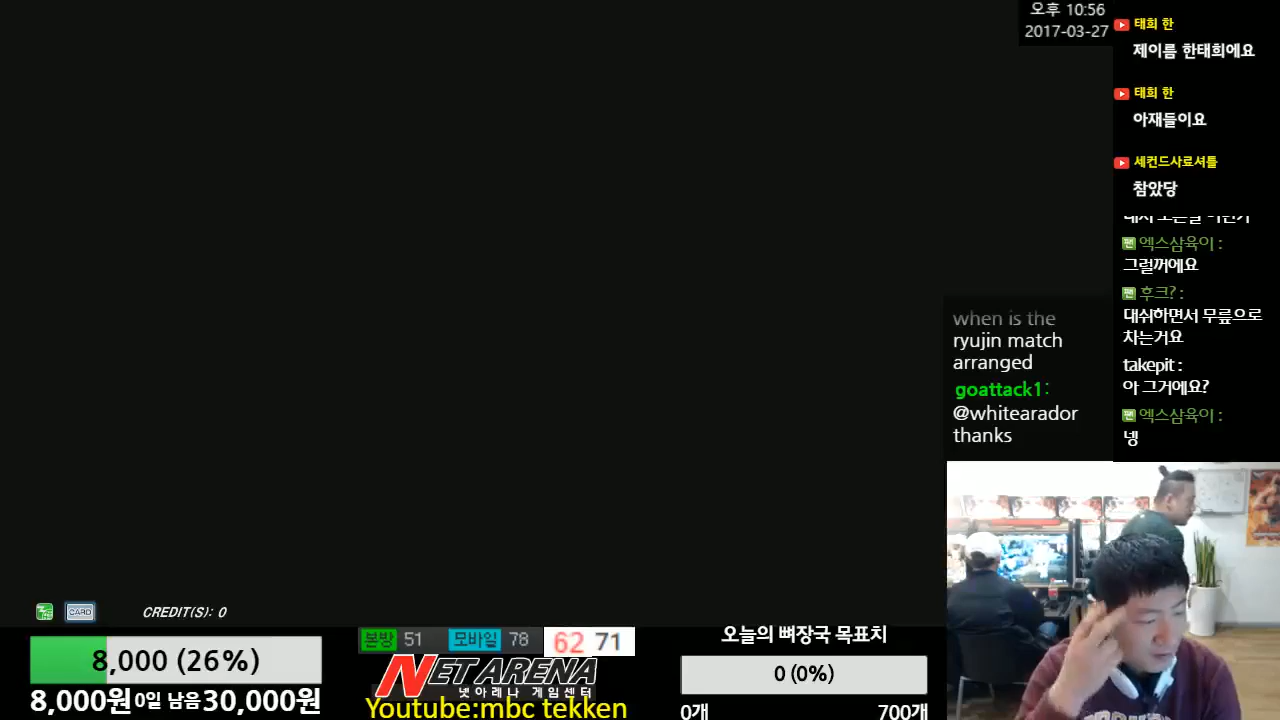 오후 10:56
2017-03-27
태희 한
제이름 한태희에요
태희 한
아재들이요
세컨드사료셔틀
참았당
엑스삼육이 :
그럴꺼에요
후크? :
대쉬하면서 무릎으로
차는거요
takepit :
아 그거에요?
엑스삼육이 :
넹
when is the
ryujin match
arranged
goattack1:
@whitearador
thanks
CARD
CREDIT(S): 0
8,000 (26%)
8,000원 0일 남음 30,000원
본방 51 모바일 78 62 71
NET ARENA
넷아레나 게임센터
Youtube:mbc tekken
오늘의 뼈장국 목표치
0 (0%)
0개 700개